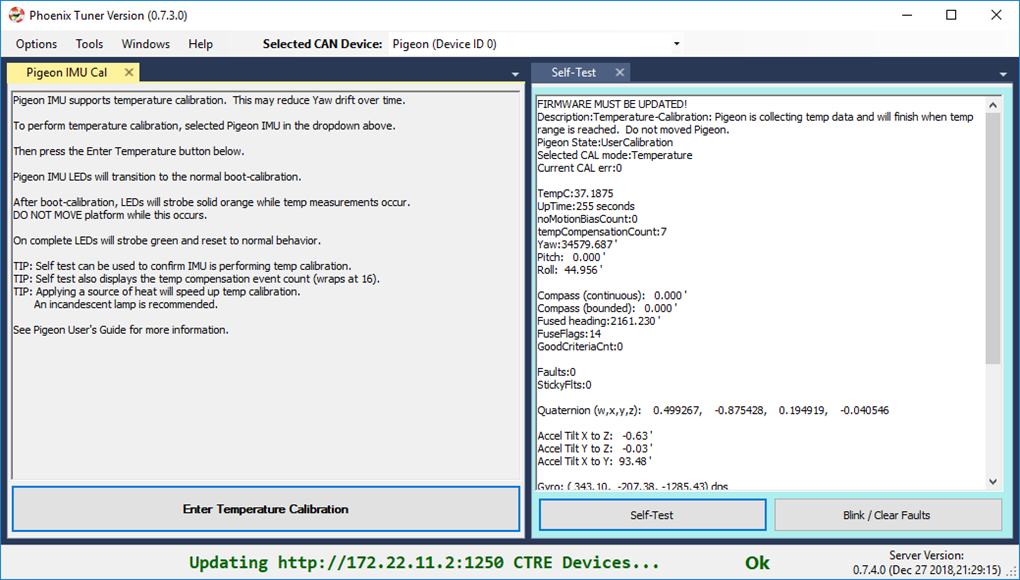 Phoenix Tuner Version (0.7.3.0)
Options Tools Windows Help Selected CAN Device: Pigeon (Device ID 0)
Pigeon IMU Cal
Pigeon IMU supports temperature calibration. This may reduce Yaw drift over time.
To perform temperature calibration, selected Pigeon IMU in the dropdown above.
Then press the Enter Temperature button below.
Pigeon IMU LEDs will transition to the normal boot-calibration.
After boot-calibration, LEDs will strobe solid orange while temp measurements occur.
DO NOT MOVE platform while this occurs.
On complete LEDs will strobe green and reset to normal behavior.
TIP: Self test can be used to confirm IMU is performing temp calibration.
TIP: Self test also displays the temp compensation event count (wraps at 16).
TIP: Applying a source of heat will speed up temp calibration.
An incandescent lamp is recommended.
See Pigeon User's Guide for more information.
Enter Temperature Calibration
Self-Test
FIRMWARE MUST BE UPDATED!
Description:Temperature-Calibration: Pigeon is collecting temp data and will finish when temp
range is reached. Do not moved Pigeon.
Pigeon State:UserCalibration
Selected CAL mode:Temperature
Current CAL err:0
TempC:37.1875
UpTime:255 seconds
noMotionBiasCount:0
tempCompensationCount:7
Yaw:34579.687 '
Pitch: 0.000 '
Roll: 44.956 '
Compass (continuous): 0.000 '
Compass (bounded): 0.000 '
Fused heading:2161.230 '
FuseFlags:14
GoodCriteriaCnt:0
Faults:0
StickyFlts:0
Quaternion (w,x,y,z): 0.499267, -0.875428, 0.194919, -0.040546
Accel Tilt X to Z: -0.63 '
Accel Tilt Y to Z: -0.03 '
Accel Tilt X to Y: 93.48 '
Gyro: ( 343.10, -207.38, -1285.43) dps
Self-Test
Blink / Clear Faults
Updating http://172.22.11.2:1250 CTRE Devices... Ok
Server Version:
0.7.4.0 (Dec 27 2018,21:29:15)